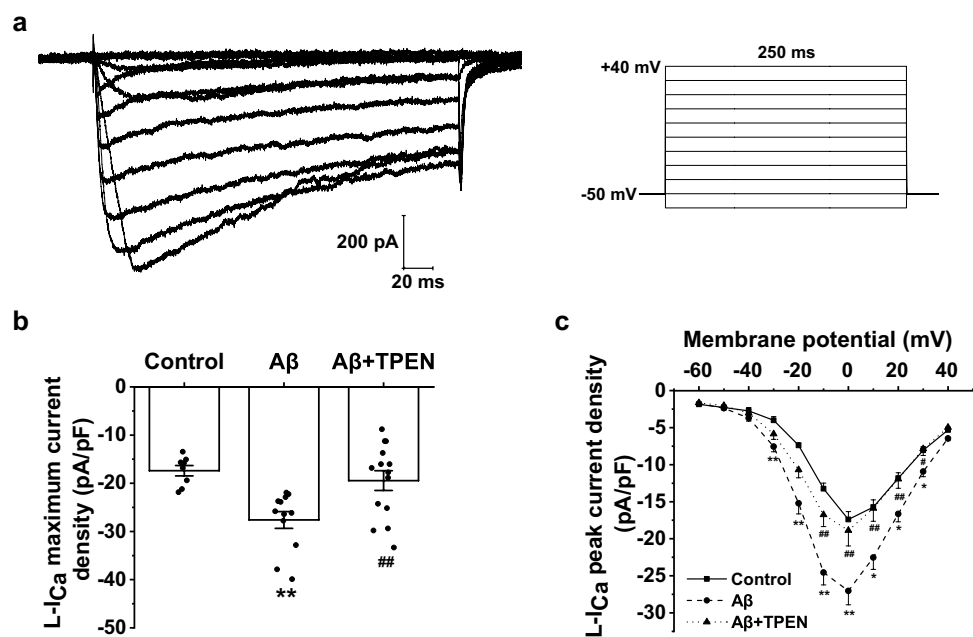 a
250 ms
+40 mV
-50 mV
200 pA
20 ms
b
Control Aβ Aβ+TPEN
L-ICa maximum current
density (pA/pF)
0
-10
-20
-30
-40
-50
**
##
c
Membrane potential (mV)
-60 -40 -20 0 20 40
L-ICa peak current density
(pA/pF)
0
-5
-10
-15
-20
-25
-30
**
**
##
**
##
**
##
*
##
*
#
*
Control
Aβ
Aβ+TPEN